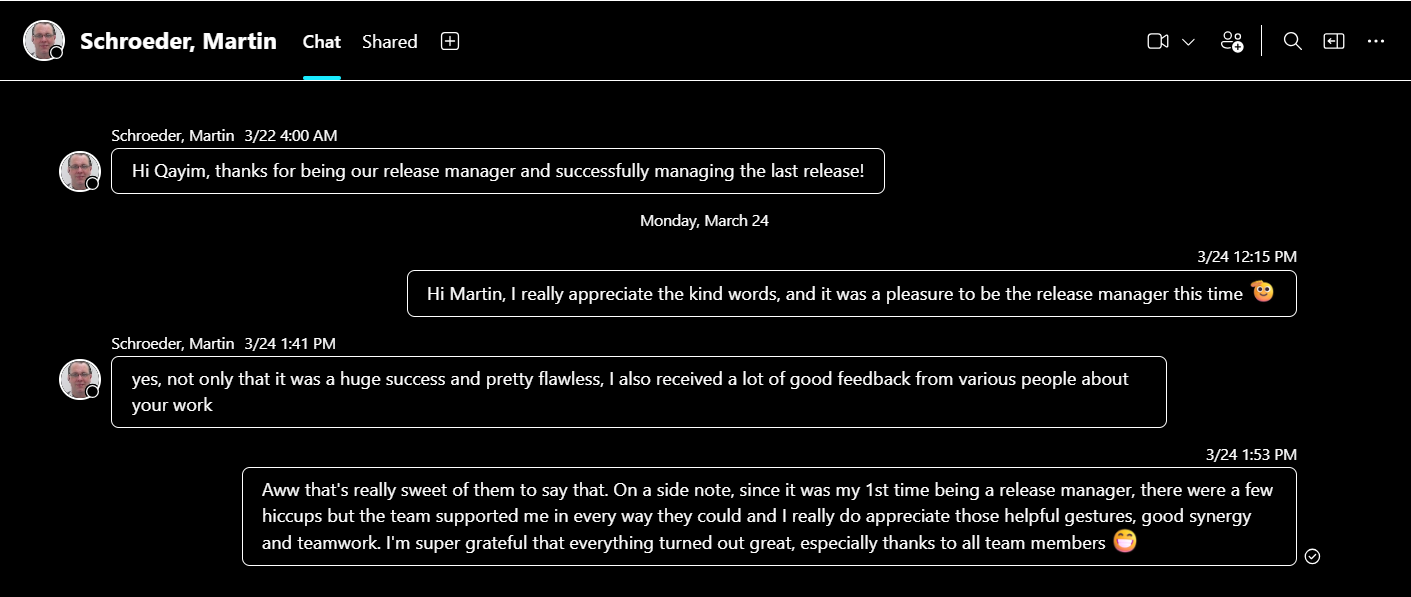 Schroeder, Martin Chat Shared
Schroeder, Martin 3/22 4:00 AM
Hi Qayim, thanks for being our release manager and successfully managing the last release!
Monday, March 24
3/24 12:15 PM
Hi Martin, I really appreciate the kind words, and it was a pleasure to be the release manager this time 🫡
Schroeder, Martin 3/24 1:41 PM
yes, not only that it was a huge success and pretty flawless, I also received a lot of good feedback from various people about
your work
3/24 1:53 PM
Aww that's really sweet of them to say that. On a side note, since it was my 1st time being a release manager, there were a few
hiccups but the team supported me in every way they could and I really do appreciate those helpful gestures, good synergy
and teamwork. I'm super grateful that everything turned out great, especially thanks to all team members 😁